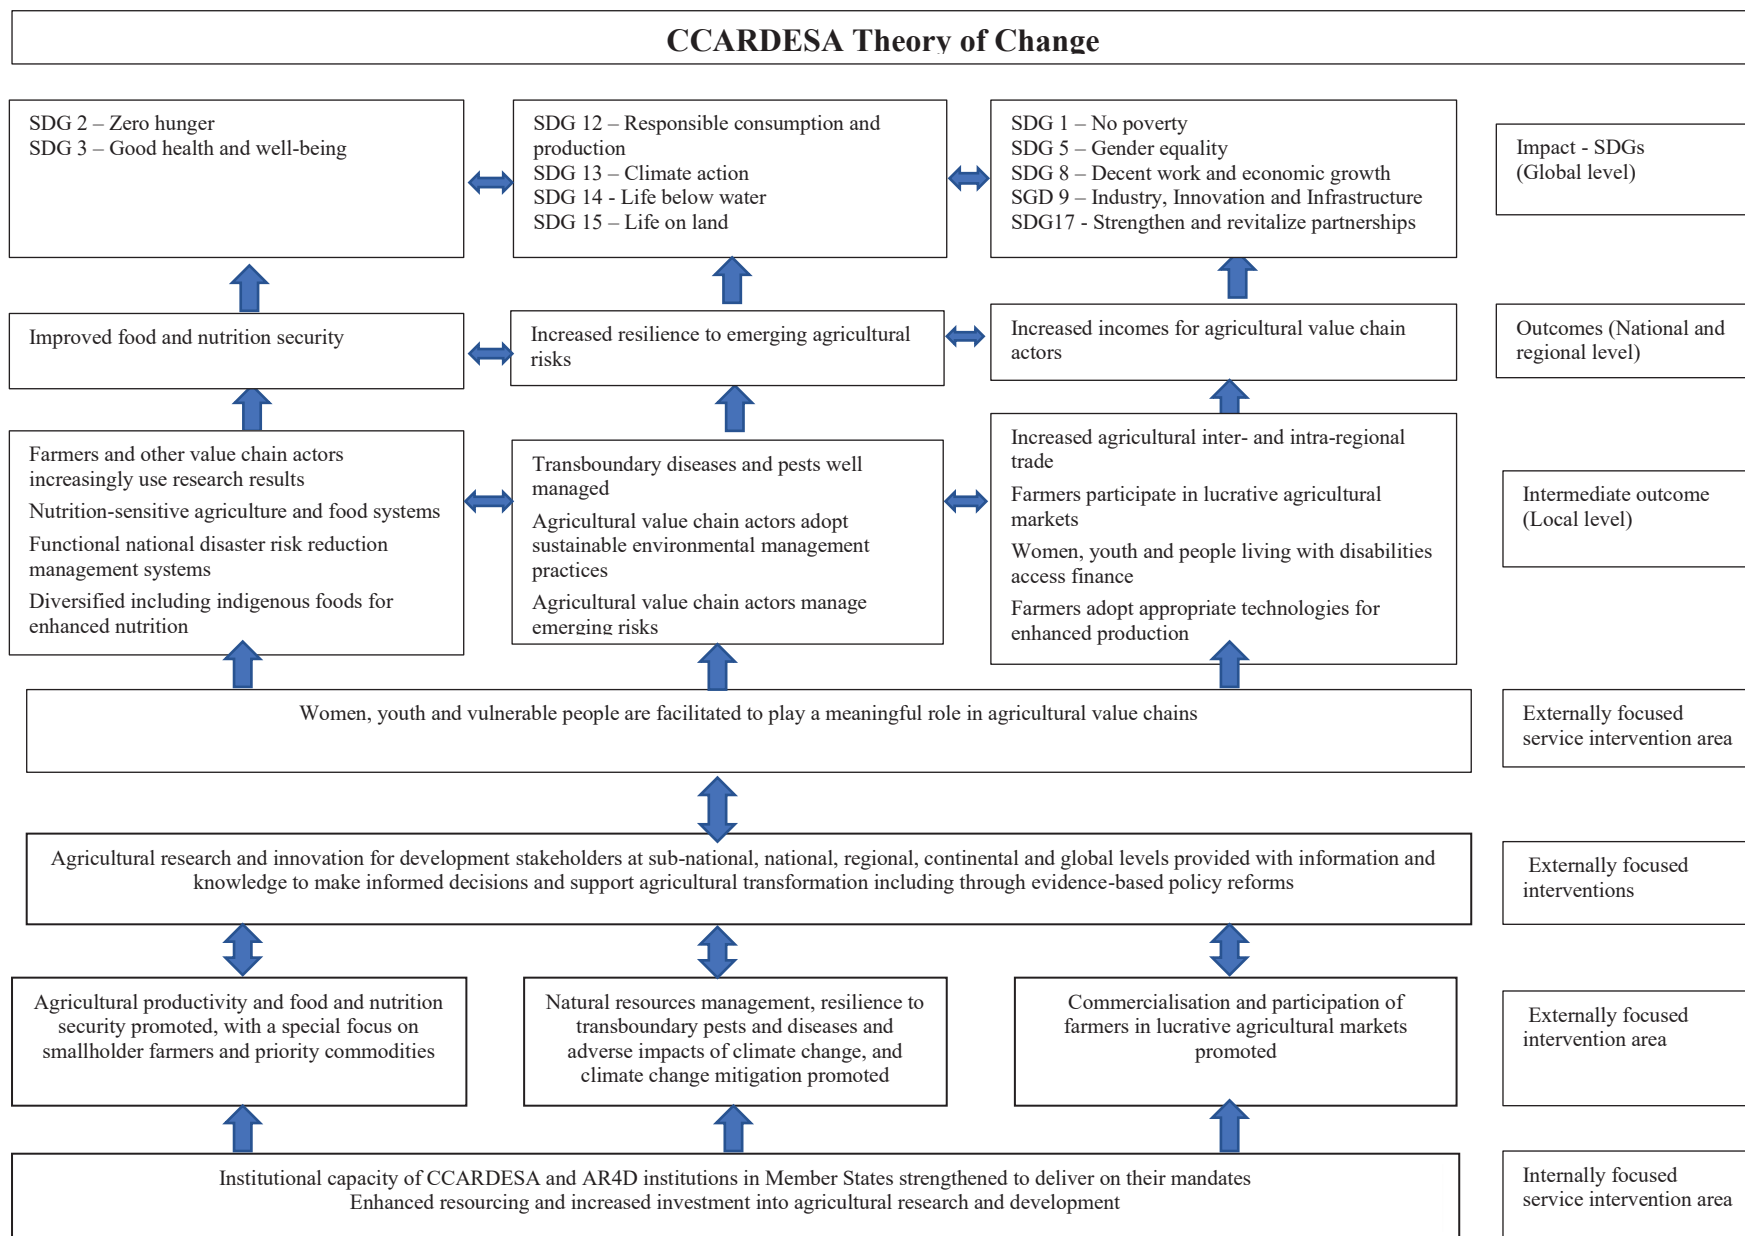 CCARDESA Theory of Change
SDG 2 – Zero hunger
SDG 3 – Good health and well-being
SDG 12 – Responsible consumption and
production
SDG 13 – Climate action
SDG 14 - Life below water
SDG 15 – Life on land
SDG 1 – No poverty
SDG 5 – Gender equality
SDG 8 – Decent work and economic growth
SGD 9 – Industry, Innovation and Infrastructure
SDG17 - Strengthen and revitalize partnerships
Impact - SDGs
(Global level)
Improved food and nutrition security
Increased resilience to emerging agricultural
risks
Increased incomes for agricultural value chain
actors
Outcomes (National and
regional level)
Farmers and other value chain actors
increasingly use research results
Nutrition-sensitive agriculture and food systems
Functional national disaster risk reduction
management systems
Diversified including indigenous foods for
enhanced nutrition
Transboundary diseases and pests well
managed
Agricultural value chain actors adopt
sustainable environmental management
practices
Agricultural value chain actors manage
emerging risks
Increased agricultural inter- and intra-regional
trade
Farmers participate in lucrative agricultural
markets
Women, youth and people living with disabilities
access finance
Farmers adopt appropriate technologies for
enhanced production
Intermediate outcome
(Local level)
Women, youth and vulnerable people are facilitated to play a meaningful role in agricultural value chains
Externally focused
service intervention area
Agricultural research and innovation for development stakeholders at sub-national, national, regional, continental and global levels provided with information and
knowledge to make informed decisions and support agricultural transformation including through evidence-based policy reforms
Externally focused
interventions
Agricultural productivity and food and nutrition
security promoted, with a special focus on
smallholder farmers and priority commodities
Natural resources management, resilience to
transboundary pests and diseases and
adverse impacts of climate change, and
climate change mitigation promoted
Commercialisation and participation of
farmers in lucrative agricultural markets
promoted
Externally focused
intervention area
Institutional capacity of CCARDESA and AR4D institutions in Member States strengthened to deliver on their mandates
Enhanced resourcing and increased investment into agricultural research and development
Internally focused
service intervention area